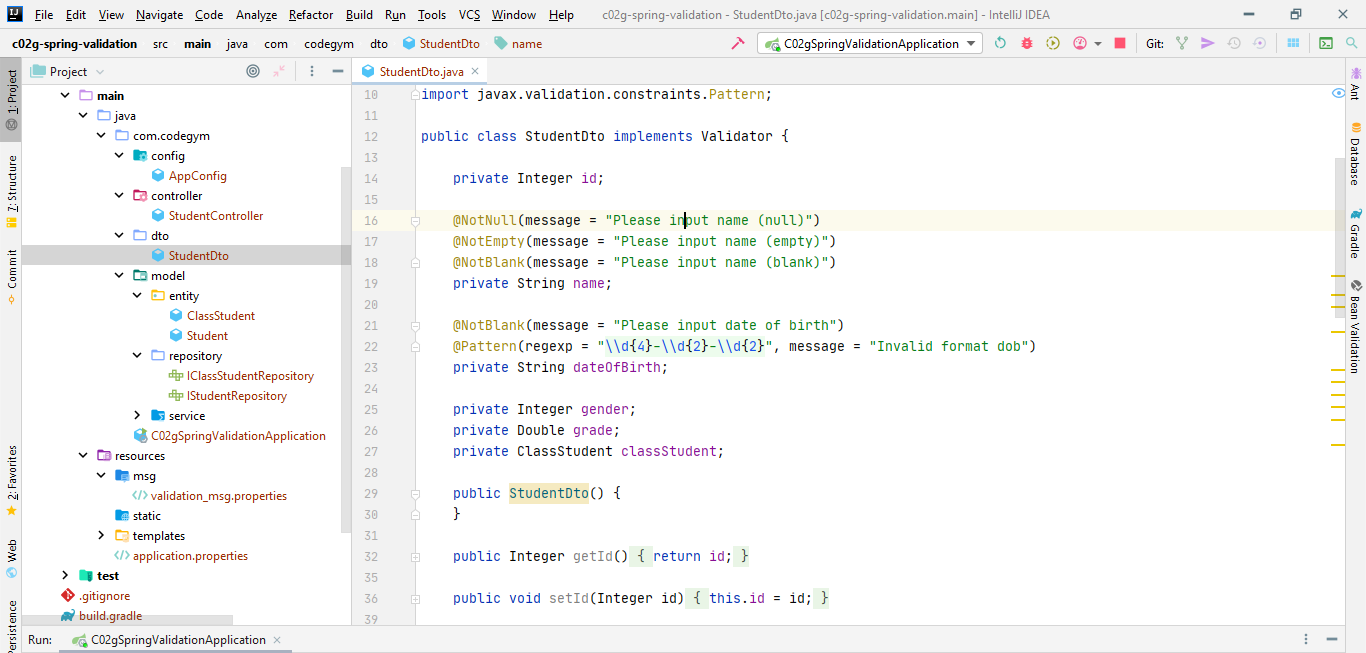 File Edit View Navigate Code Analyze Refactor Build Run Tools VCS Window Help c02g-spring-validation - StudentDto.java [c02g-spring-validation.main] - IntelliJ IDEA
c02g-spring-validation src main java com codegym dto StudentDto name C02gSpringValidationApplication Git:
1: Project
7: Structure
Commit
2: Favorites
Web
Persistence
Project
main
java
com.codegym
config
AppConfig
controller
StudentController
dto
StudentDto
model
entity
ClassStudent
Student
repository
IClassStudentRepository
IStudentRepository
service
C02gSpringValidationApplication
resources
msg
validation_msg.properties
static
templates
application.properties
test
.gitignore
build.gradle
StudentDto.java
10 import javax.validation.constraints.Pattern;
11
12 public class StudentDto implements Validator {
13
14 private Integer id;
15
16 @NotNull(message = "Please input name (null)")
17 @NotEmpty(message = "Please input name (empty)")
18 @NotBlank(message = "Please input name (blank)")
19 private String name;
20
21 @NotBlank(message = "Please input date of birth")
22 @Pattern(regexp = "\\d{4}-\\d{2}-\\d{2}", message = "Invalid format dob")
23 private String dateOfBirth;
24
25 private Integer gender;
26 private Double grade;
27 private ClassStudent classStudent;
28
29 public StudentDto() {
30 }
31
32 public Integer getId() { return id; }
35
36 public void setId(Integer id) { this.id = id; }
39
Ant
Database
Gradle
Bean Validation
Run: C02gSpringValidationApplication